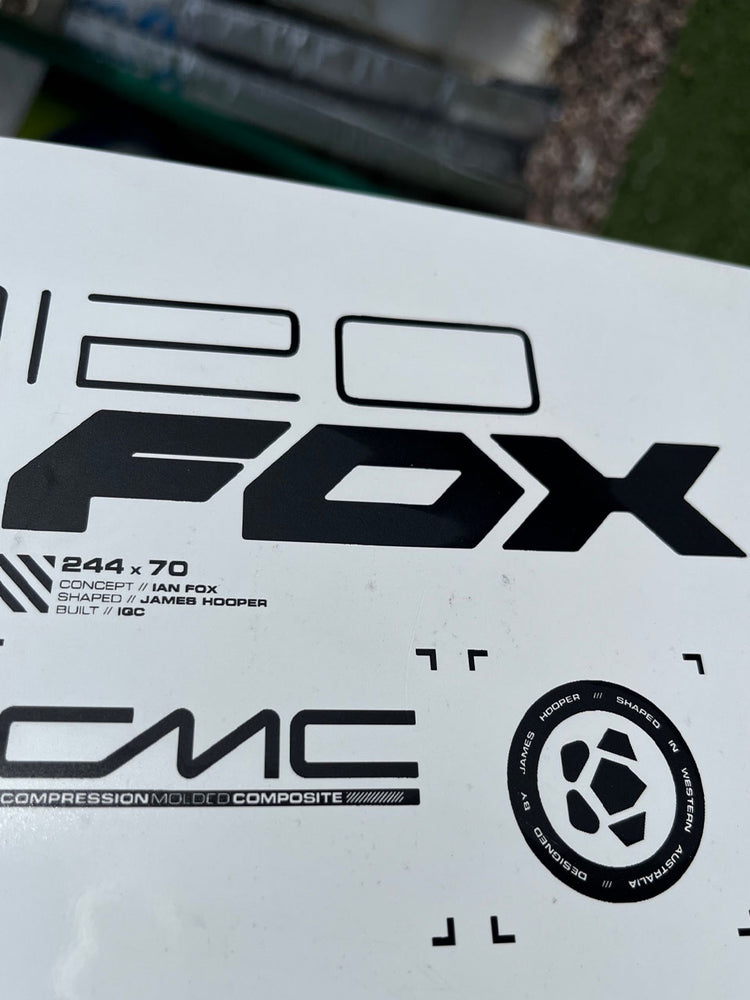 120
FOX
244 x 70
CONCEPT // IAN FOX
SHAPED // JAMES HOOPER
BUILT // IGC
CMC
COMPRESSION MOLDED COMPOSITE
DESIGNED BY JAMES HOOPER /// SHAPED IN WESTERN AUSTRALIA ///